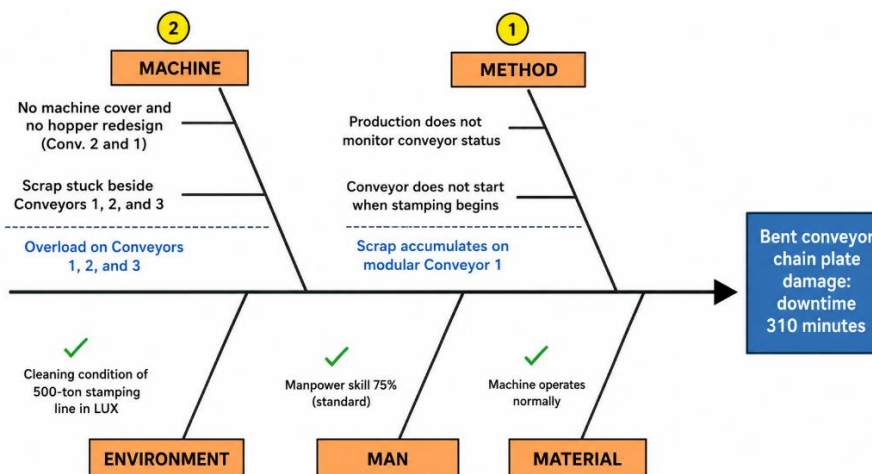 2
1
MACHINE
METHOD
No machine cover and
no hopper redesign
(Conv. 2 and 1)
Scrap stuck beside
Conveyors 1, 2, and 3
Overload on Conveyors
1, 2, and 3
Production does not
monitor conveyor status
Conveyor does not start
when stamping begins
Scrap accumulates on
modular Conveyor 1
Bent conveyor
chain plate
damage:
downtime
310 minutes
Cleaning condition of
500-ton stamping
line in LUX
Manpower skill 75%
(standard)
Machine operates
normally
ENVIRONMENT
MAN
MATERIAL